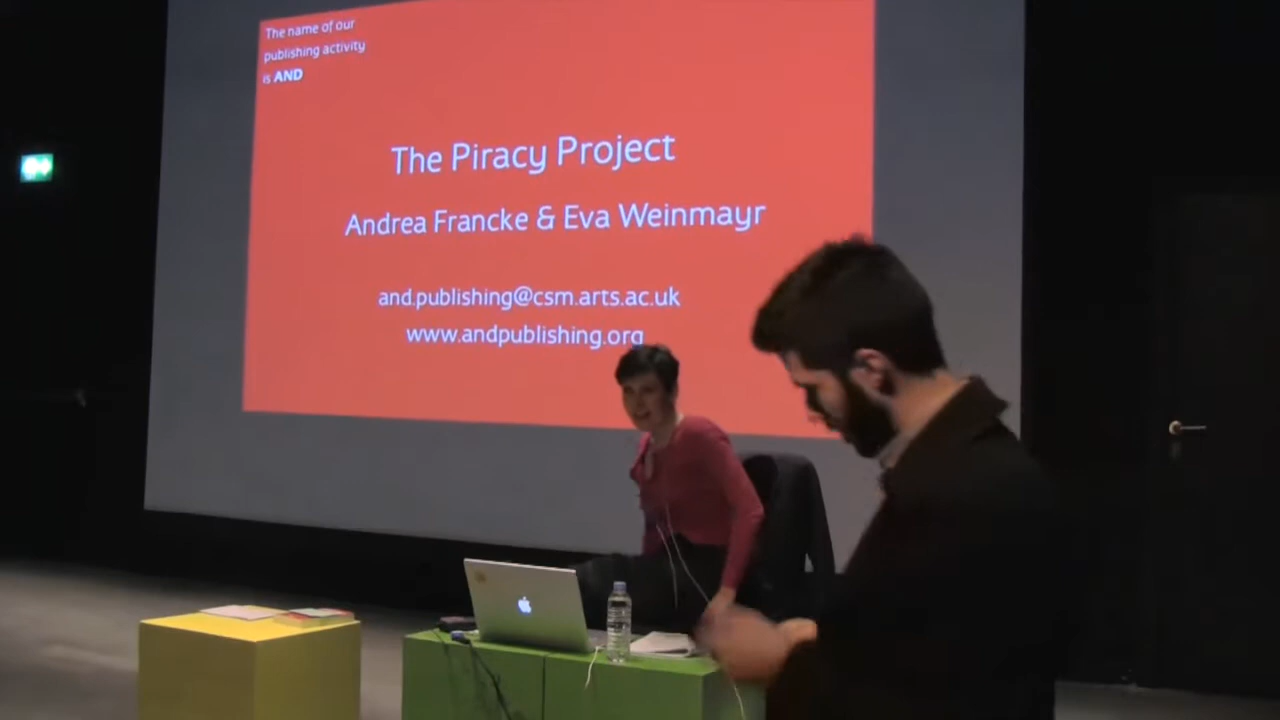 The name of our
publishing activity
is AND
The Piracy Project
Andrea Francke & Eva Weinmayr
and.publishing@csm.arts.ac.uk
www.andpublishing.org